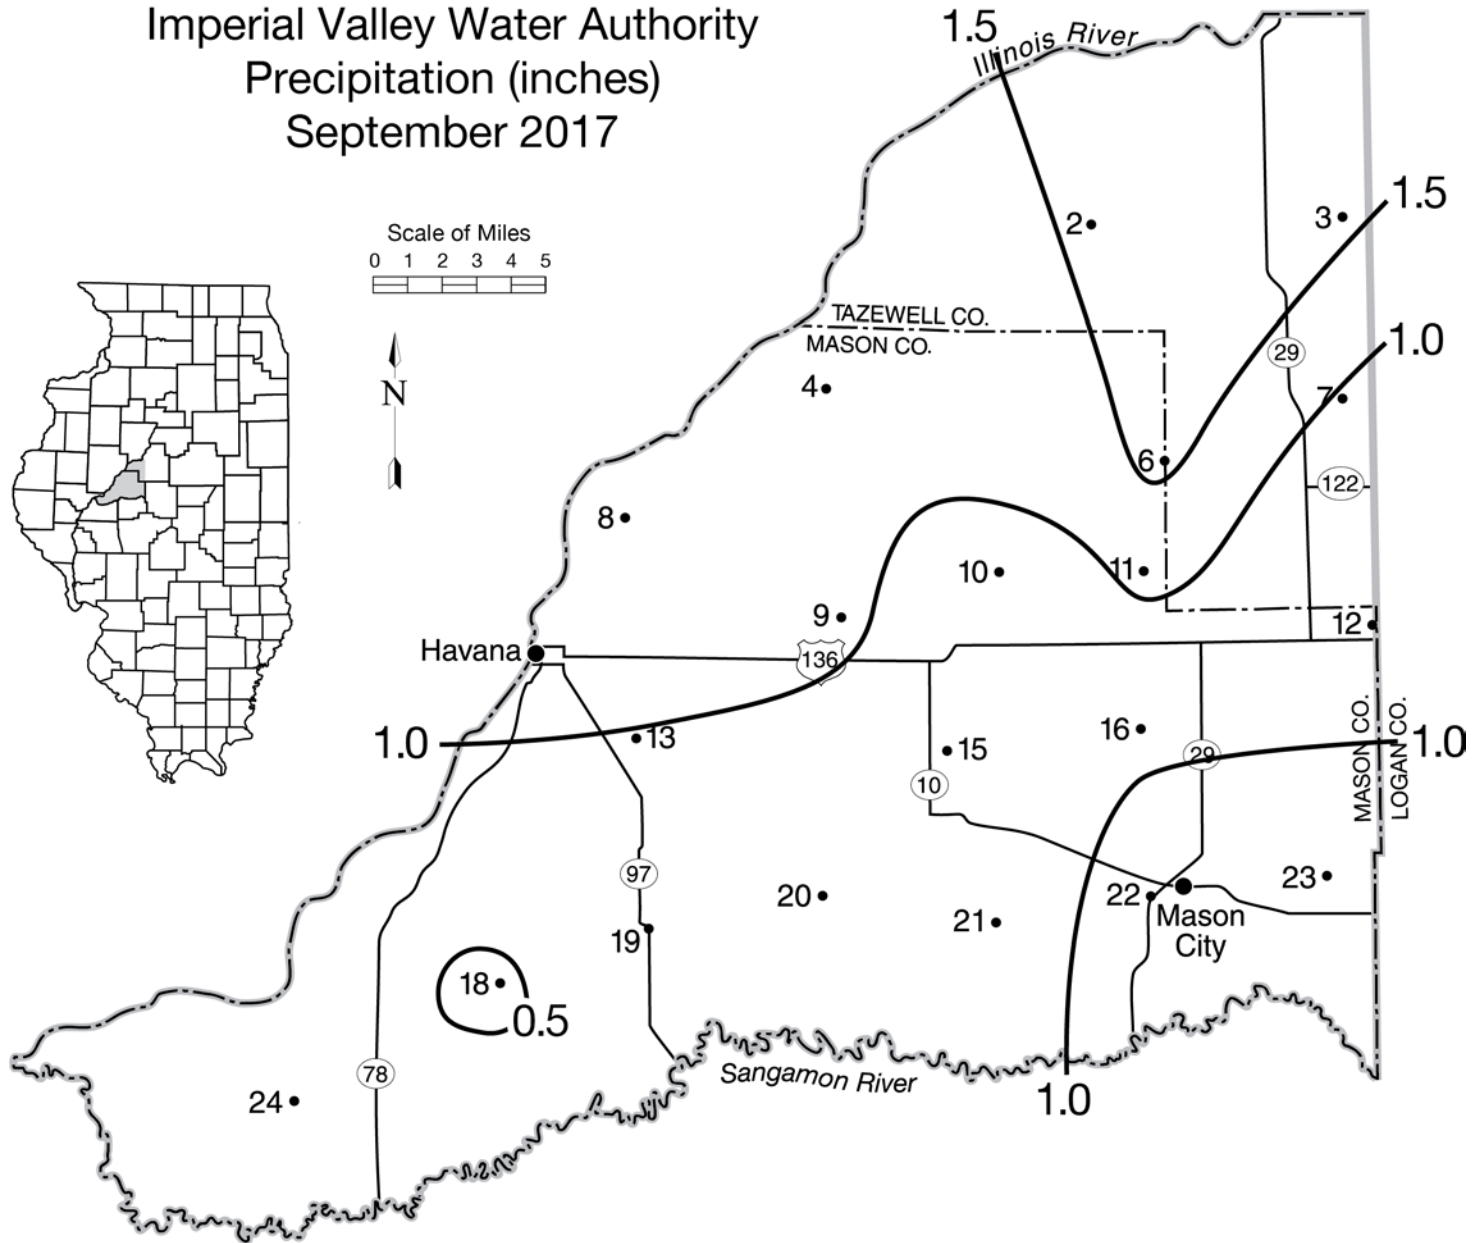 Imperial Valley Water Authority
Precipitation (inches)
September 2017
1.5
Illinois River
Scale of Miles
0 1 2 3 4 5
N
2
3
1.5
TAZEWELL CO.
MASON CO.
29
1.0
4
7
6
122
8
10
11
9
12
Havana
136
1.0
13
15
16
29
1.0
MASON CO.
LOGAN CO.
10
97
20
21
22
23
Mason
City
19
18
0.5
78
24
Sangamon River
1.0